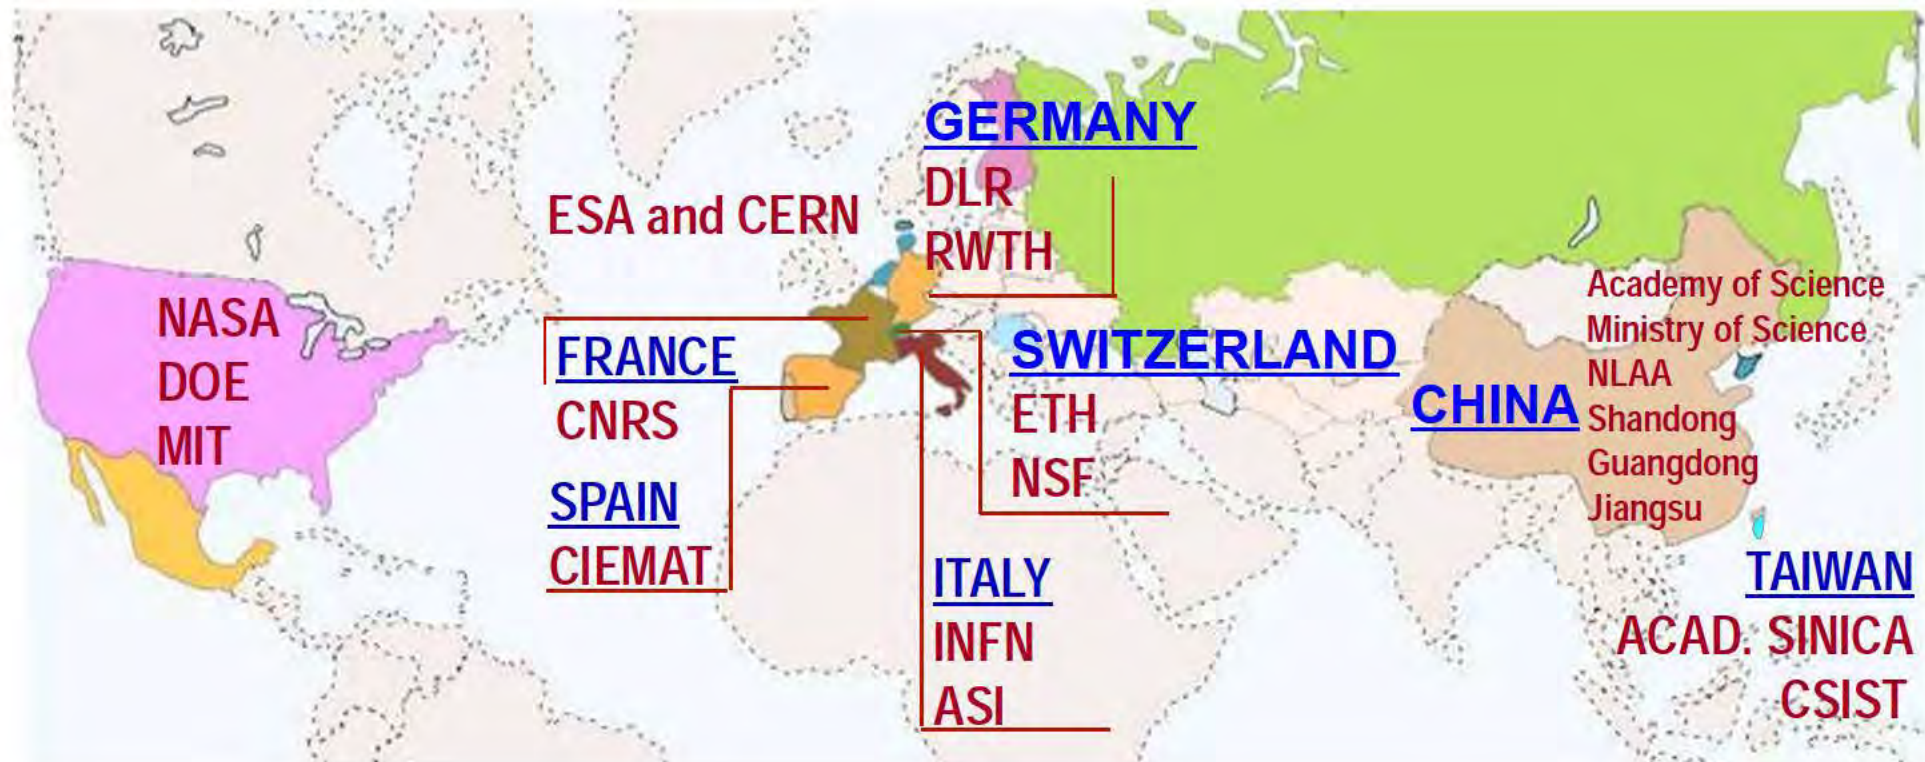 NASA
DOE
MIT
ESA and CERN
FRANCE
CNRS
SPAIN
CIEMAT
GERMANY
DLR
RWTH
SWITZERLAND
ETH
NSF
ITALY
INFN
ASI
CHINA
Academy of Science
Ministry of Science
NLAA
Shandong
Guangdong
Jiangsu
TAIWAN
ACAD. SINICA
CSIST